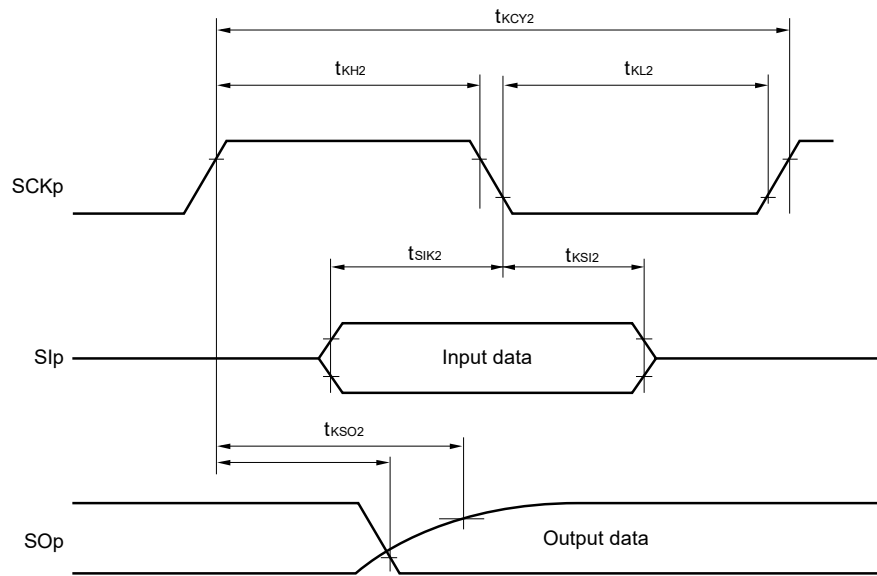 tKCY2
tKH2
tKL2
SCKp
tSIK2
tKSI2
SIp
Input data
tKSO2
SOp
Output data